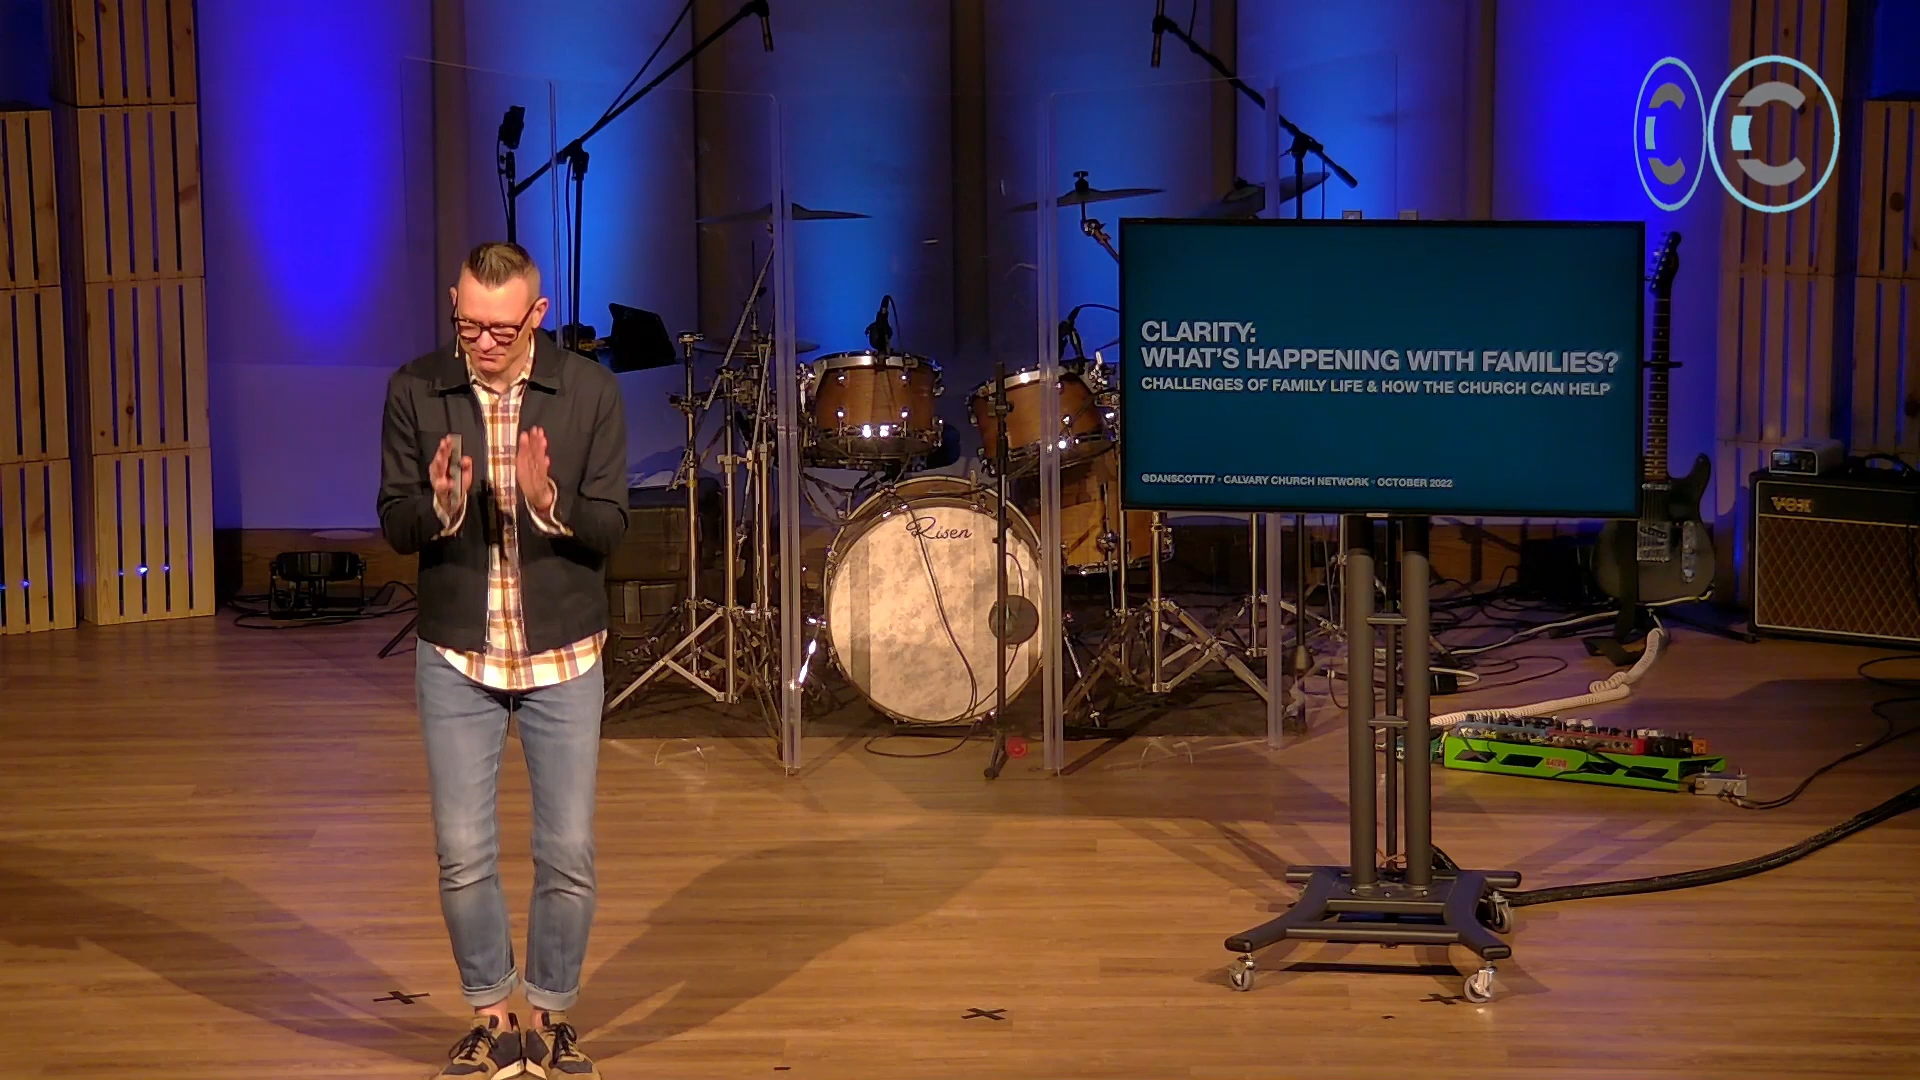 CLARITY:
WHAT'S HAPPENING WITH FAMILIES?
CHALLENGES OF FAMILY LIFE & HOW THE CHURCH CAN HELP
@DANSCOTT77 • CALVARY CHURCH NETWORK • OCTOBER 2022
Risen
VOX
GATOR